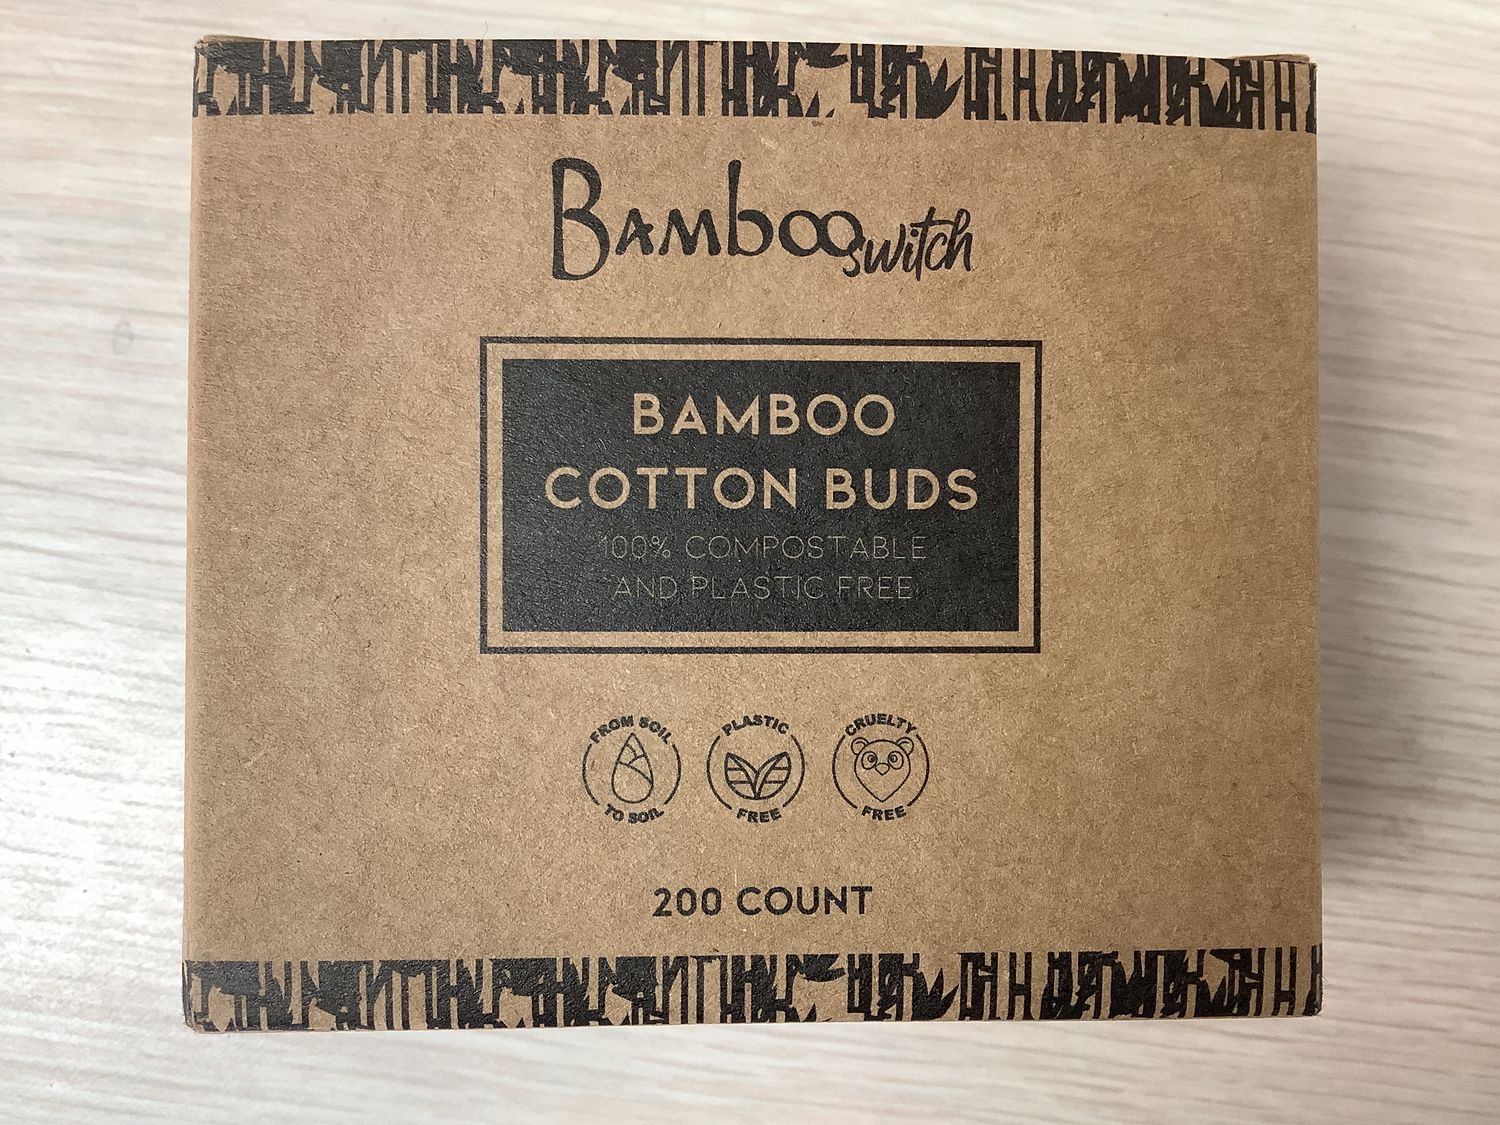 Bamboo switch
BAMBOO
COTTON BUDS
100% COMPOSTABLE
AND PLASTIC FREE
FROM SOIL
TO SOIL
PLASTIC
FREE
CRUELTY
FREE
200 COUNT